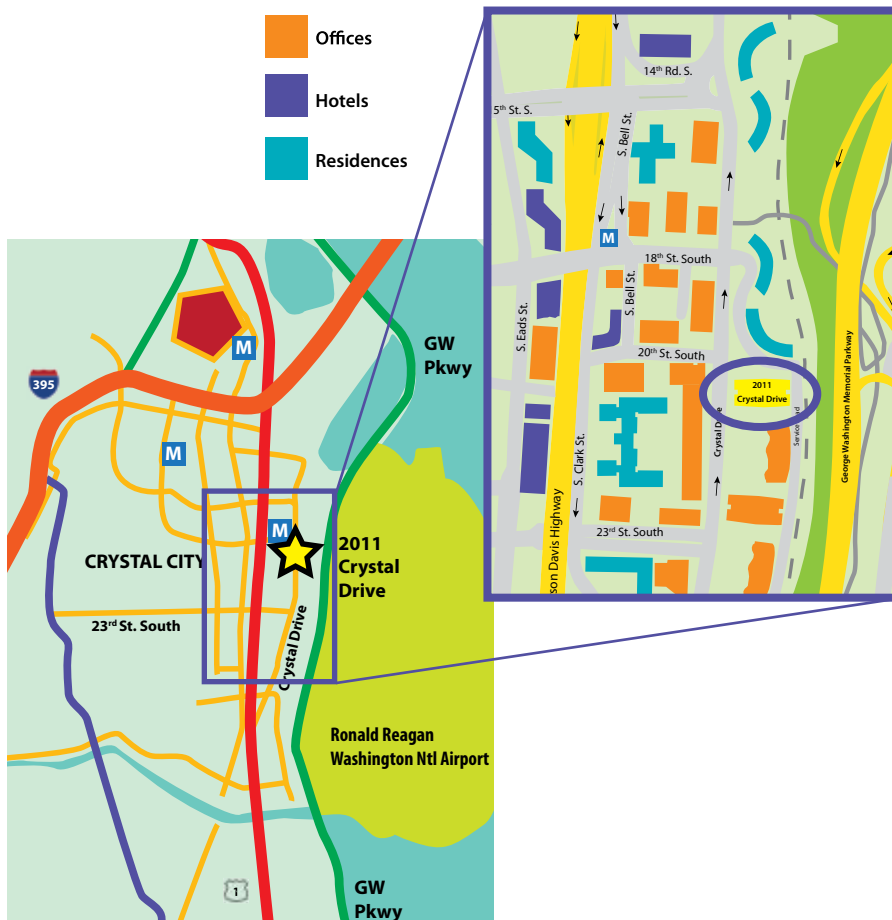 Offices
Hotels
Residences
14th Rd. S.
5th St. S.
S. Bell St.
M
18th St. South
S. Bell St.
S. Eads St.
20th St. South
2011
Crystal Drive
Crystal Drive
George Washington Memorial Parkway
S. Clark St.
23rd St. South
son Davis Highway
395
M
GW
Pkwy
M
M
CRYSTAL CITY
2011
Crystal
Drive
23rd St. South
Crystal Drive
Ronald Reagan
Washington Ntl Airport
1
GW
Pkwy